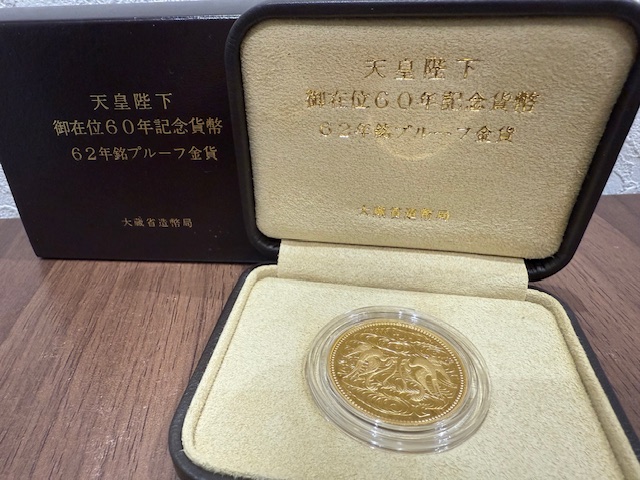 天皇陛下
御在位60年記念貨幣
62年銘プルーフ金貨
大蔵省造幣局
天皇陛下
御在位60年記念貨幣
62年銘プルーフ金貨
大蔵省造幣局